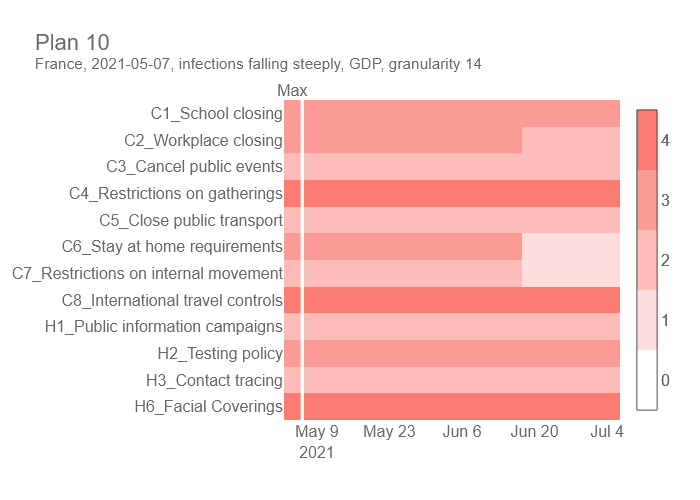 Plan 10
France, 2021-05-07, infections falling steeply, GDP, granularity 14
Max
C1_School closing
C2_Workplace closing
C3_Cancel public events
C4_Restrictions on gatherings
C5_Close public transport
C6_Stay at home requirements
C7_Restrictions on internal movement
C8_International travel controls
H1_Public information campaigns
H2_Testing policy
H3_Contact tracing
H6_Facial Coverings
4
3
2
1
0
May 9 May 23 Jun 6 Jun 20 Jul 4
2021